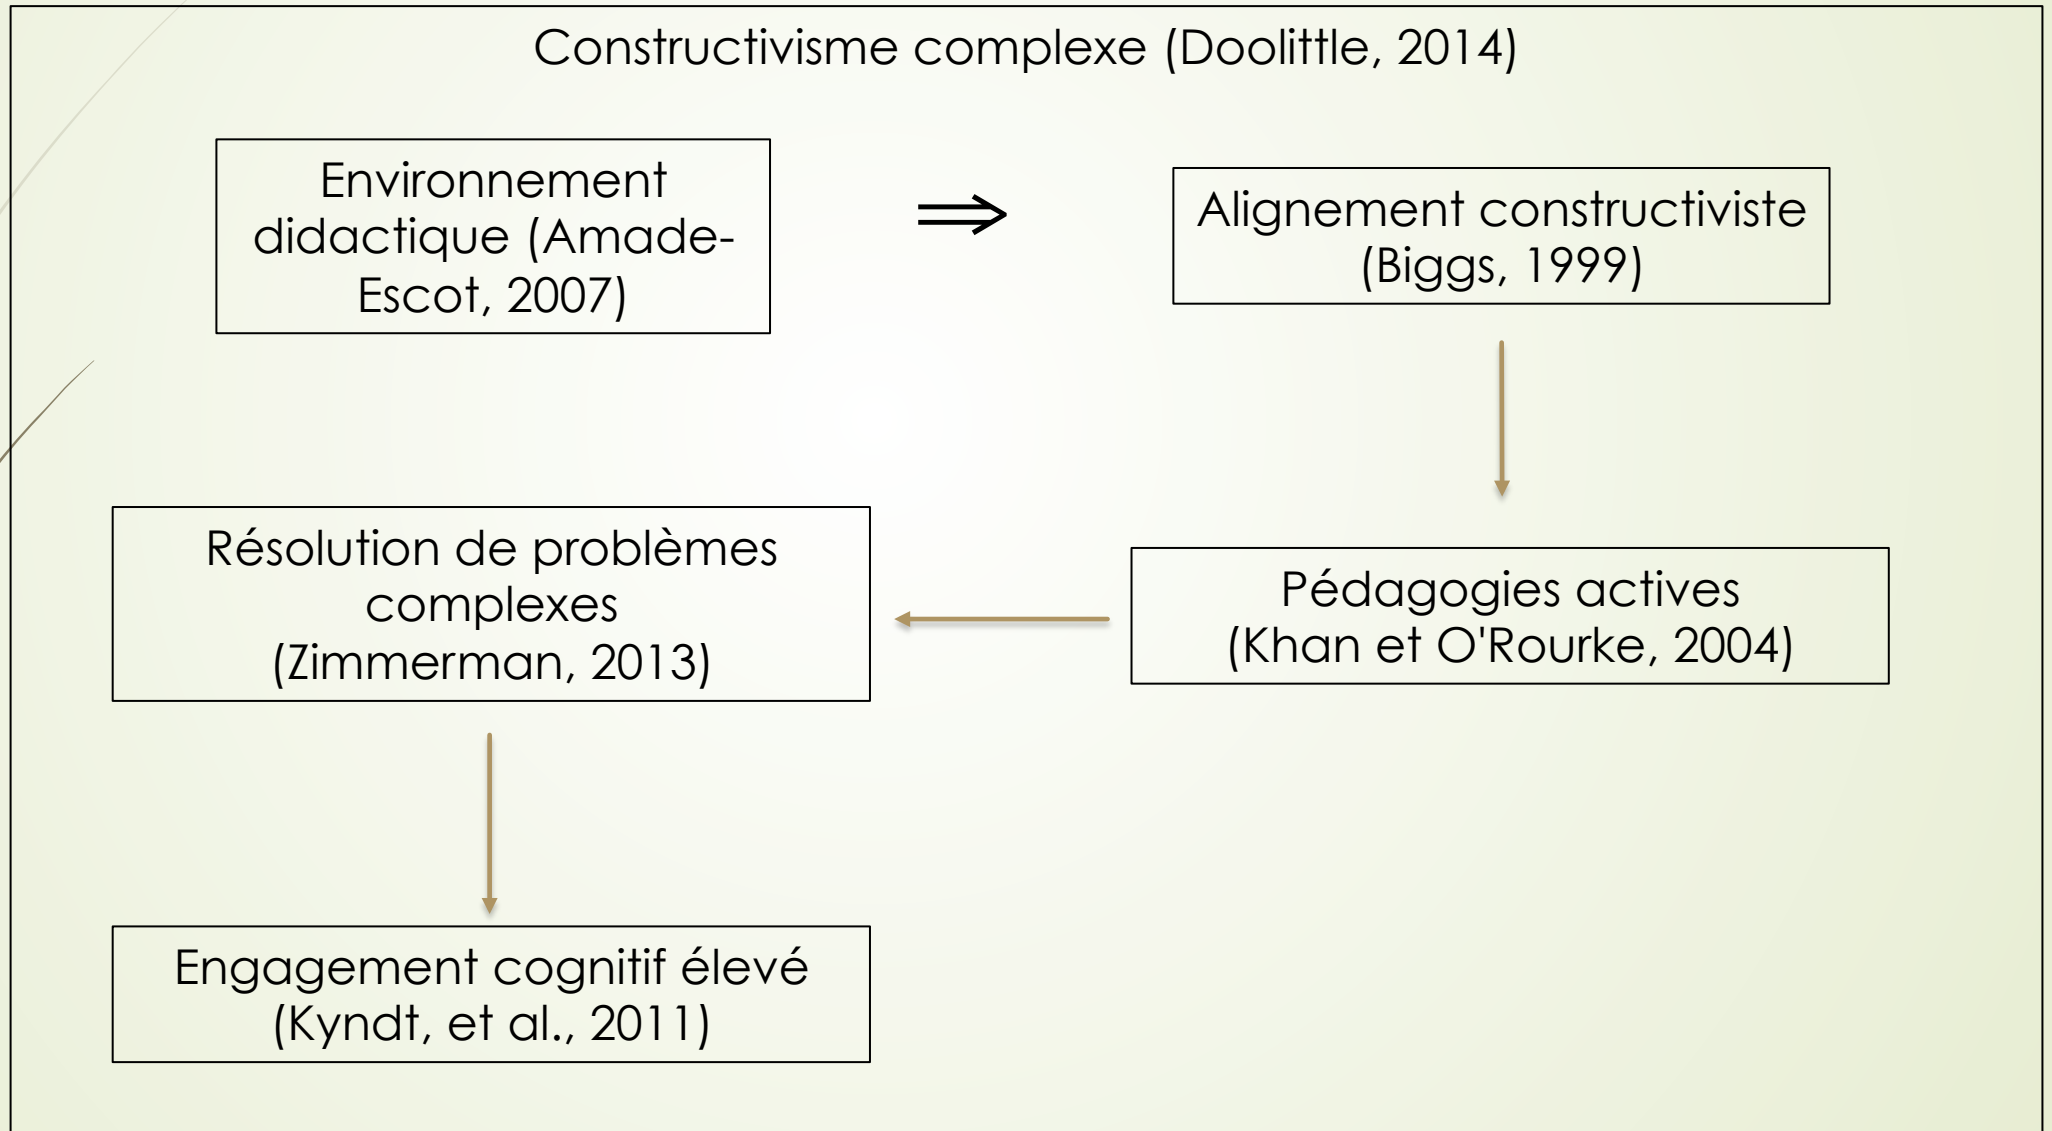 Constructivisme complexe (Doolittle, 2014)
Environnement
didactique (Amade-
Escot, 2007)
⇒
Alignement constructiviste
(Biggs, 1999)
Résolution de problèmes
complexes
(Zimmerman, 2013)
Pédagogies actives
(Khan et O'Rourke, 2004)
Engagement cognitif élevé
(Kyndt, et al., 2011)